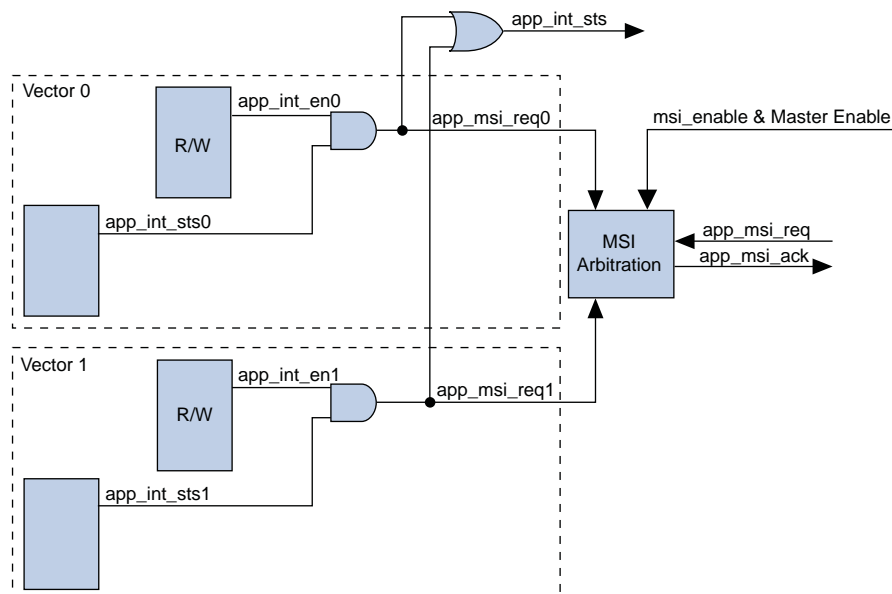 app_int_sts
Vector 0
app_int_en0
R/W
app_msi_req0
msi_enable & Master Enable
app_int_sts0
MSI
Arbitration
app_msi_req
app_msi_ack
Vector 1
app_int_en1
R/W
app_msi_req1
app_int_sts1